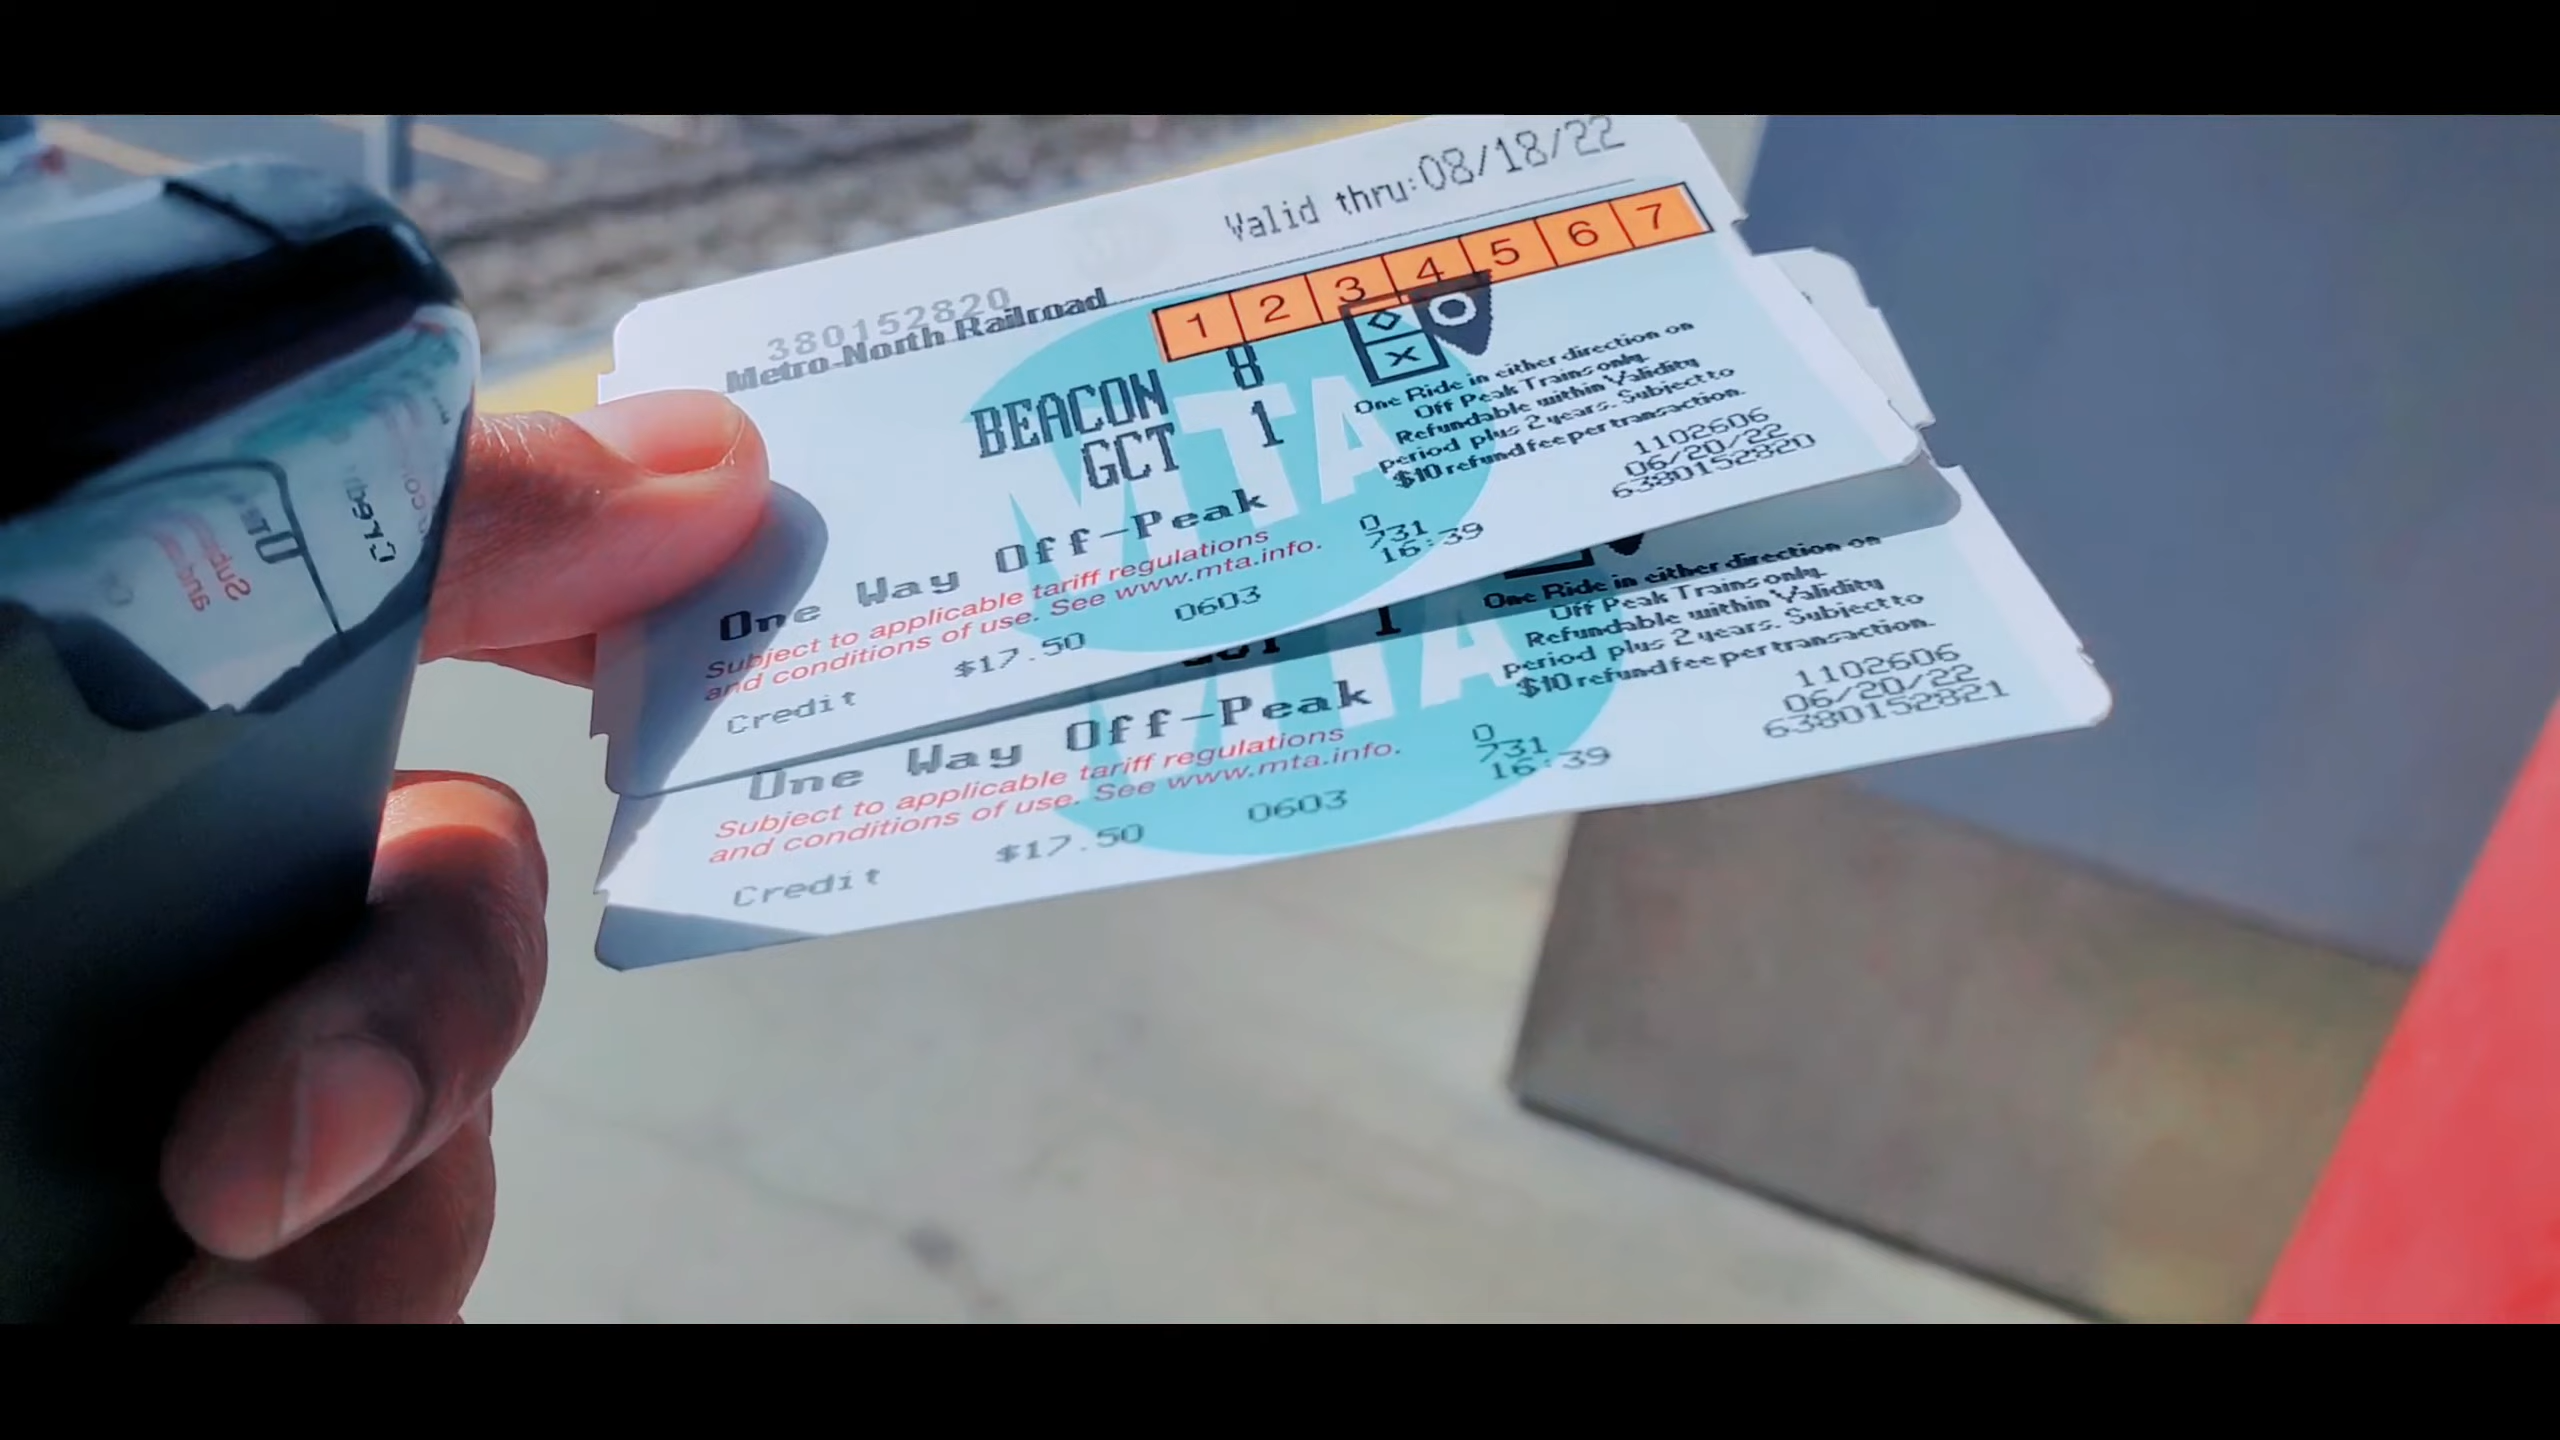 Valid thru:08/18/22
380152820
Metro-North Railroad
1 2 3 4 5 6 7
BEACON 8
GCT 1
MTA
One Way Off-Peak
Subject to applicable tariff regulations
and conditions of use. See www.mta.info.
Credit $17.50 0603
0
731
16:39
One Ride in either direction on
Off Peak Trains only.
Refundable within Validity
period plus 2 years. Subject to
$10 refund fee per transaction.
1102606
06/20/22
6380152820
1
MTA
One Way Off-Peak
Subject to applicable tariff regulations
and conditions of use. See www.mta.info.
Credit $17.50 0603
0
731
16:39
One Ride in either direction on
Off Peak Trains only.
Refundable within Validity
period plus 2 years. Subject to
$10 refund fee per transaction.
1102606
06/20/22
6380152821